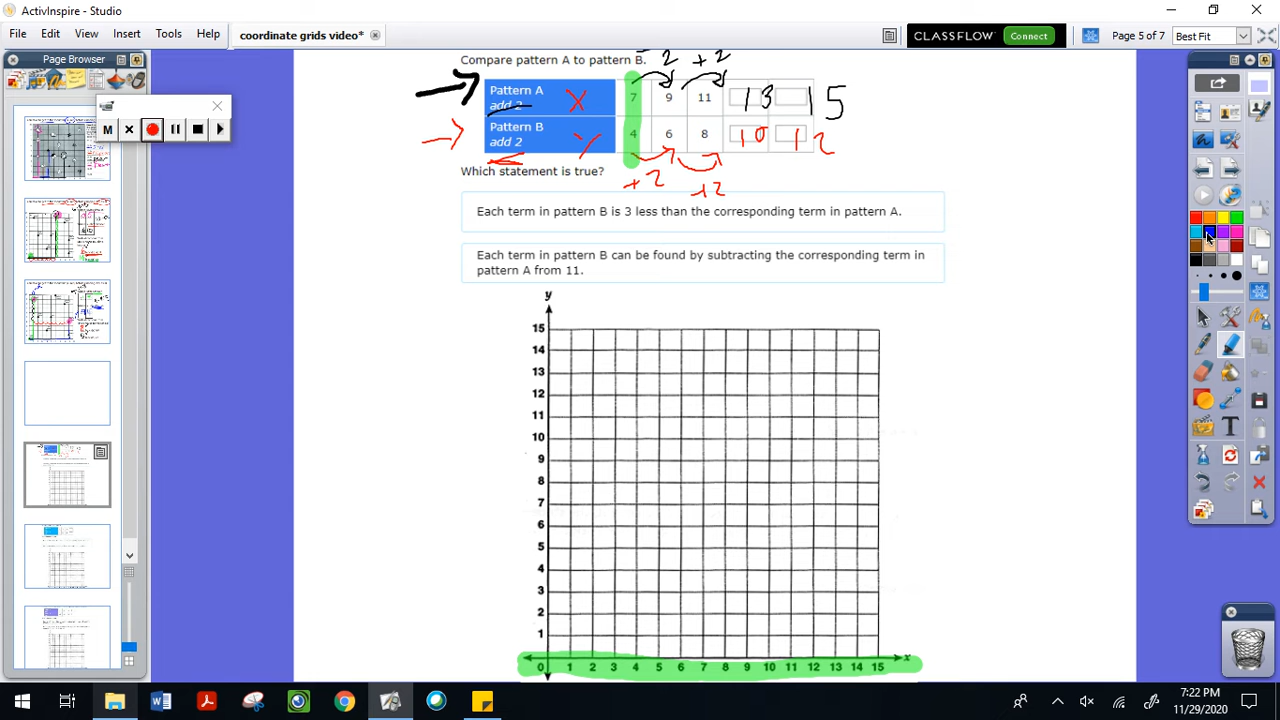 ActivInspire - Studio
File Edit View Insert Tools Help
coordinate grids video*
CLASSFLOW Connect
Page 5 of 7
Best Fit
Page Browser
M
Compare pattern A to pattern B.
2 +2
Pattern A X 7 9 11 13 15
add 2
Pattern B Y 4 6 8 10 12
add 2
+2 +2
Which statement is true?
Each term in pattern B is 3 less than the corresponding term in pattern A.
Each term in pattern B can be found by subtracting the corresponding term in
pattern A from 11.
y
15
14
13
12
11
10
9
8
7
6
5
4
3
2
1
0 1 2 3 4 5 6 7 8 9 10 11 12 13 14 15 x
7:22 PM
11/29/2020